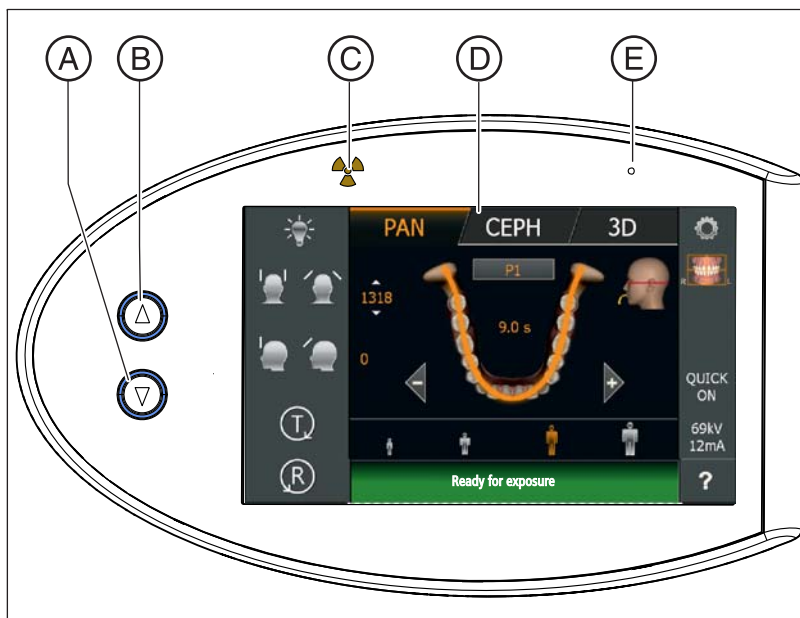 A B C D E
PAN CEPH 3D
P1
R L
1318
9.0 s
0
- +
QUICK
ON
T
69kV
12mA
R
Ready for exposure
?